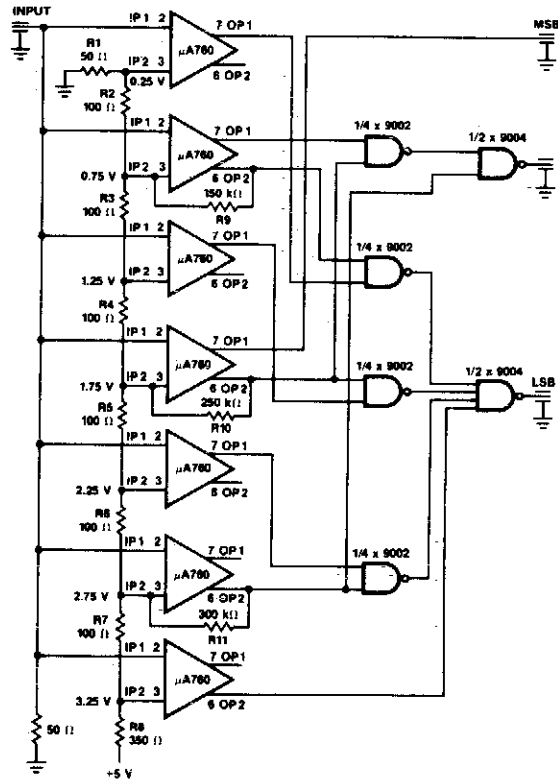 INPUT
MSB
IP1 2
7 OP1
R1
50 Ω
µA760
IP2 3
6 OP2
0.25 V
R2
100 Ω
IP1 2
7 OP1
1/4 x 9002
1/2 x 9004
µA760
IP2 3
6 OP2
0.75 V
150 kΩ
R3
100 Ω
R9
IP1 2
7 OP1
1/4 x 9002
µA760
1.25 V
IP2 3
6 OP2
R4
100 Ω
IP1 2
7 OP1
1/4 x 9002
1/2 x 9004
µA760
IP2 3
6 OP2
LSB
1.75 V
250 kΩ
R5
100 Ω
R10
IP1 2
7 OP1
µA760
2.25 V
IP2 3
6 OP2
R6
100 Ω
IP1 2
7 OP1
1/4 x 9002
µA760
IP2 3
6 OP2
2.75 V
300 kΩ
R7
100 Ω
R11
IP1 2
7 OP1
µA760
IP2 3
6 OP2
3.25 V
50 Ω
R8
350 Ω
+5 V